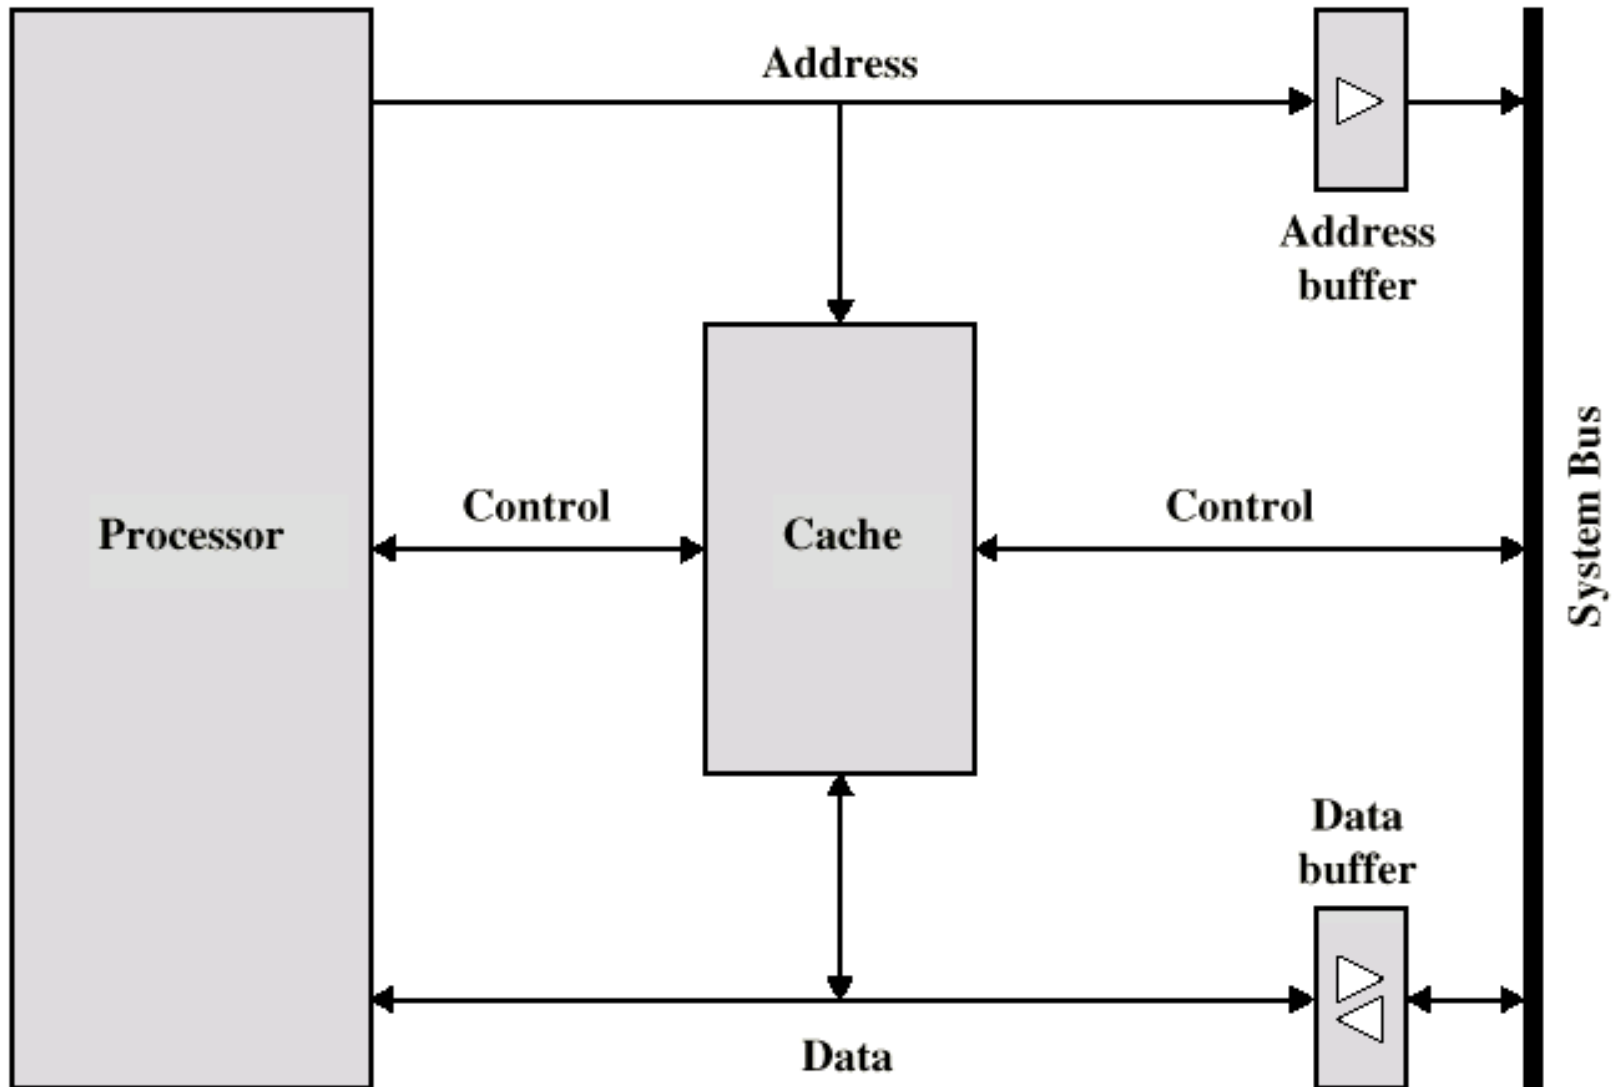 Address
Address
buffer
Control
Control
Processor
Cache
System Bus
Data
buffer
Data